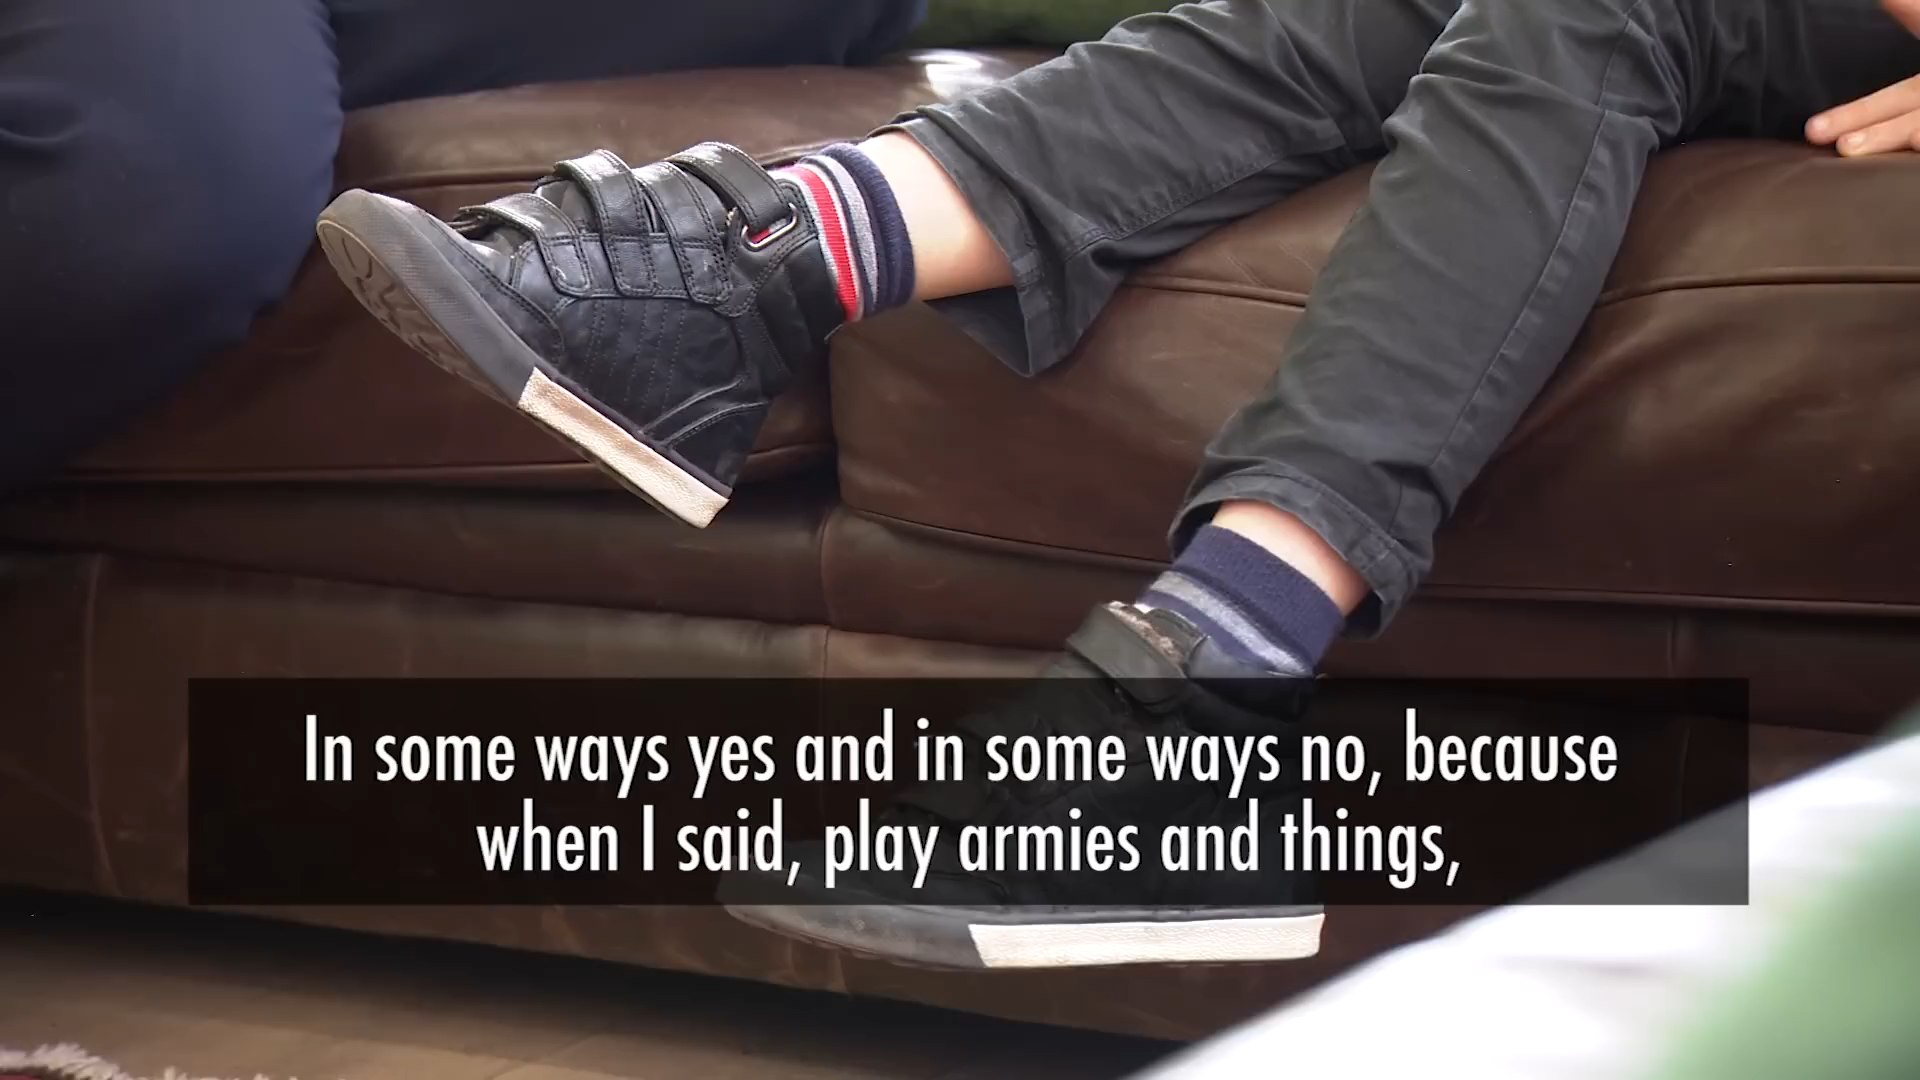 In some ways yes and in some ways no, because
when I said, play armies and things,